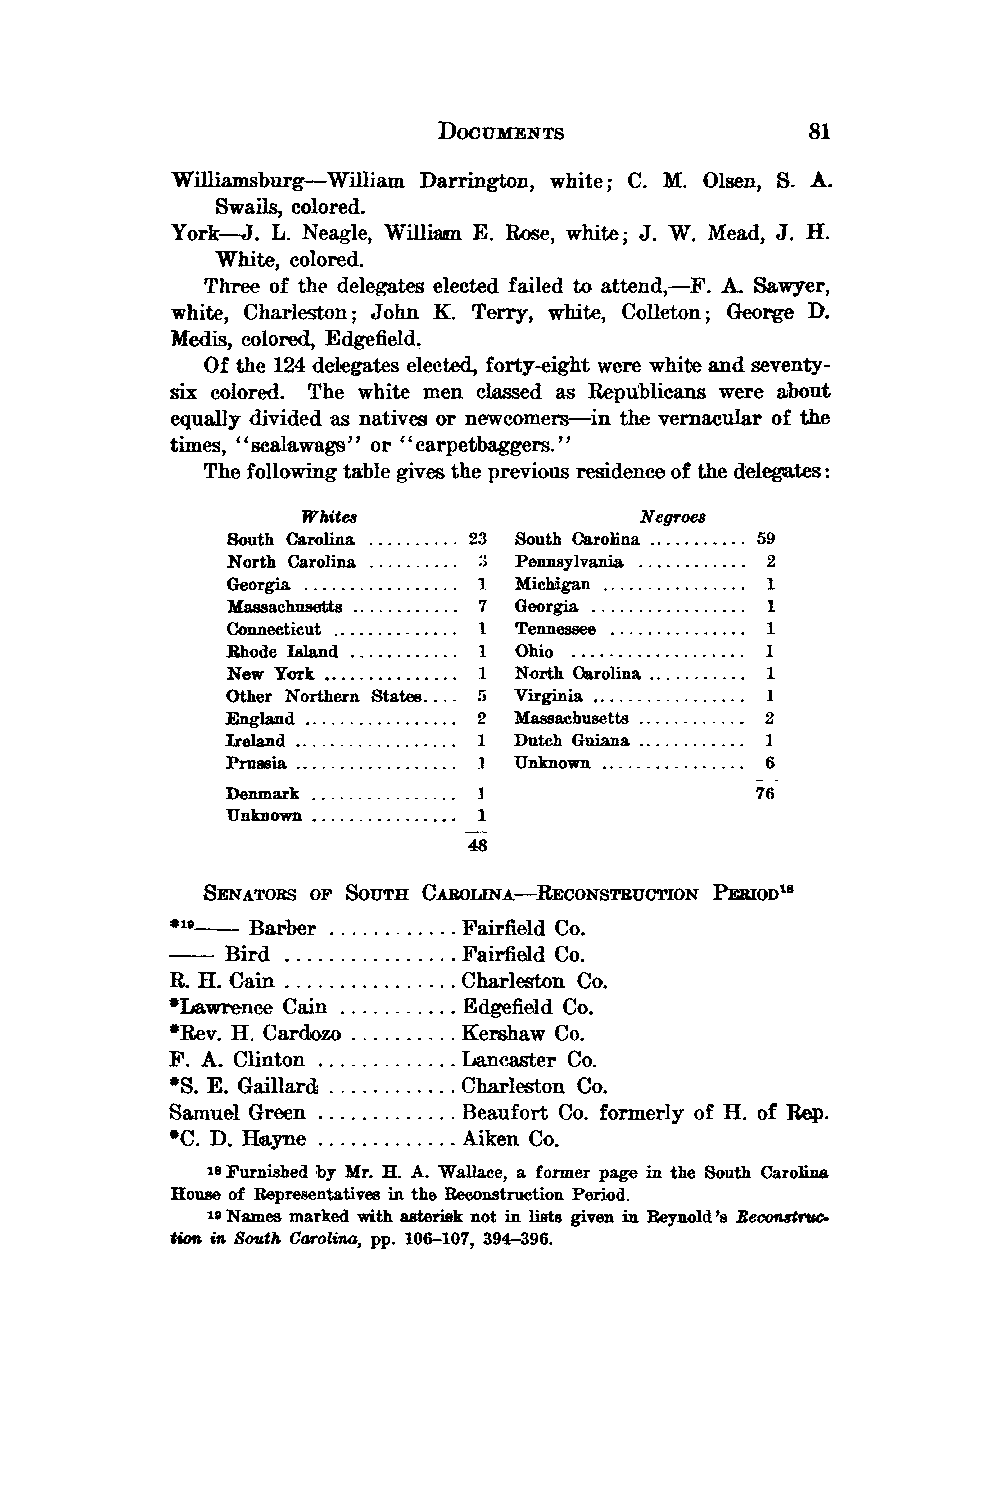 DOCUMENTS 81
Williamsburg—William Darrington, white; C. M. Olsen, S. A.
Swails, colored.
York—J. L. Neagle, William E. Rose, white; J. W. Mead, J. H.
White, colored.
Three of the delegates elected failed to attend,—F. A. Sawyer,
white, Charleston; John K. Terry, white, Colleton; George D.
Medis, colored, Edgefield.
Of the 124 delegates elected, forty-eight were white and seventy-
six colored. The white men classed as Republicans were about
equally divided as natives or newcomers—in the vernacular of the
times, “scalawags” or “carpetbaggers.”
The following table gives the previous residence of the delegates:
Whites Negroes
South Carolina .......... 23 South Carolina ........... 59
North Carolina .......... 3 Pennsylvania ............ 2
Georgia ................. 1 Michigan ................ 1
Massachusetts ............ 7 Georgia ................. 1
Connecticut .............. 1 Tennessee ............... 1
Rhode Island ............ 1 Ohio ................... 1
New York ............... 1 North Carolina ........... 1
Other Northern States.... 5 Virginia ................. 1
England ................. 2 Massachusetts ............ 2
Ireland .................. 1 Dutch Guiana ............ 1
Prussia .................. 1 Unknown ................ 6
Denmark ................ 1 76
Unknown ................ 1
48
SENATORS OF SOUTH CAROLINA—RECONSTRUCTION PERIOD18
*19—— Barber ............ Fairfield Co.
—— Bird ................ Fairfield Co.
R. H. Cain ................ Charleston Co.
*Lawrence Cain ........... Edgefield Co.
*Rev. H. Cardozo .......... Kershaw Co.
F. A. Clinton ............. Lancaster Co.
*S. E. Gaillard ............ Charleston Co.
Samuel Green ............. Beaufort Co. formerly of H. of Rep.
*C. D. Hayne ............. Aiken Co.
18 Furnished by Mr. H. A. Wallace, a former page in the South Carolina
House of Representatives in the Reconstruction Period.
19 Names marked with asterisk not in lists given in Reynold's Reconstruc-
tion in South Carolina, pp. 106–107, 394–396.